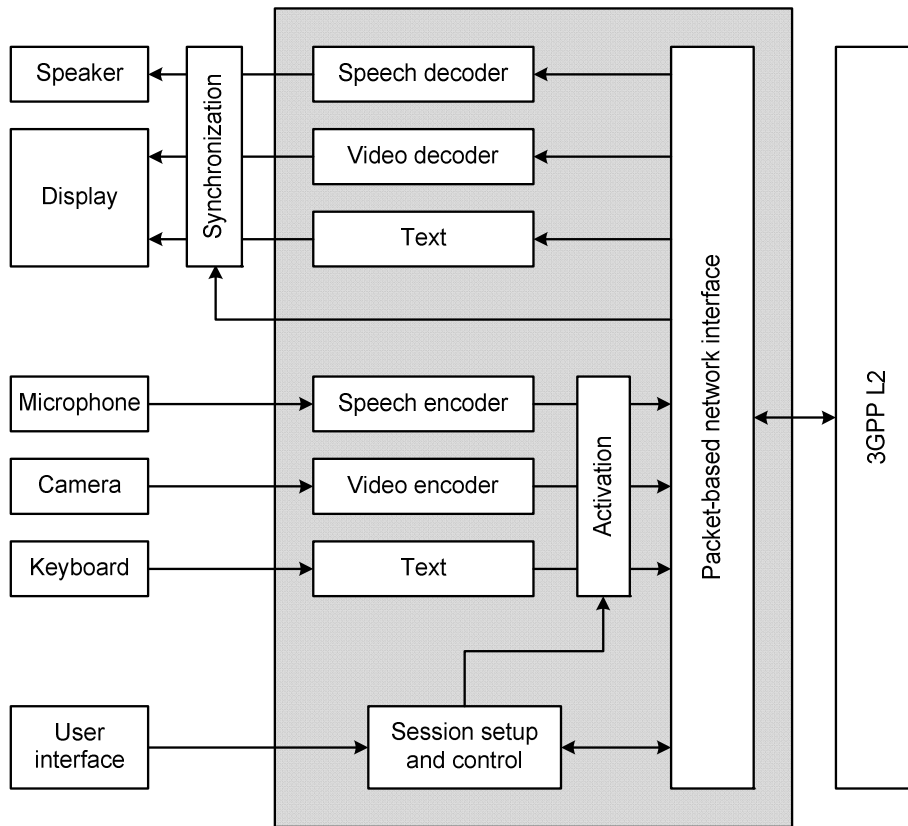 Speaker
Speech decoder
Display
Synchronization
Video decoder
Text
Packet-based network interface
3GPP L2
Microphone
Speech encoder
Activation
Camera
Video encoder
Keyboard
Text
User
interface
Session setup
and control